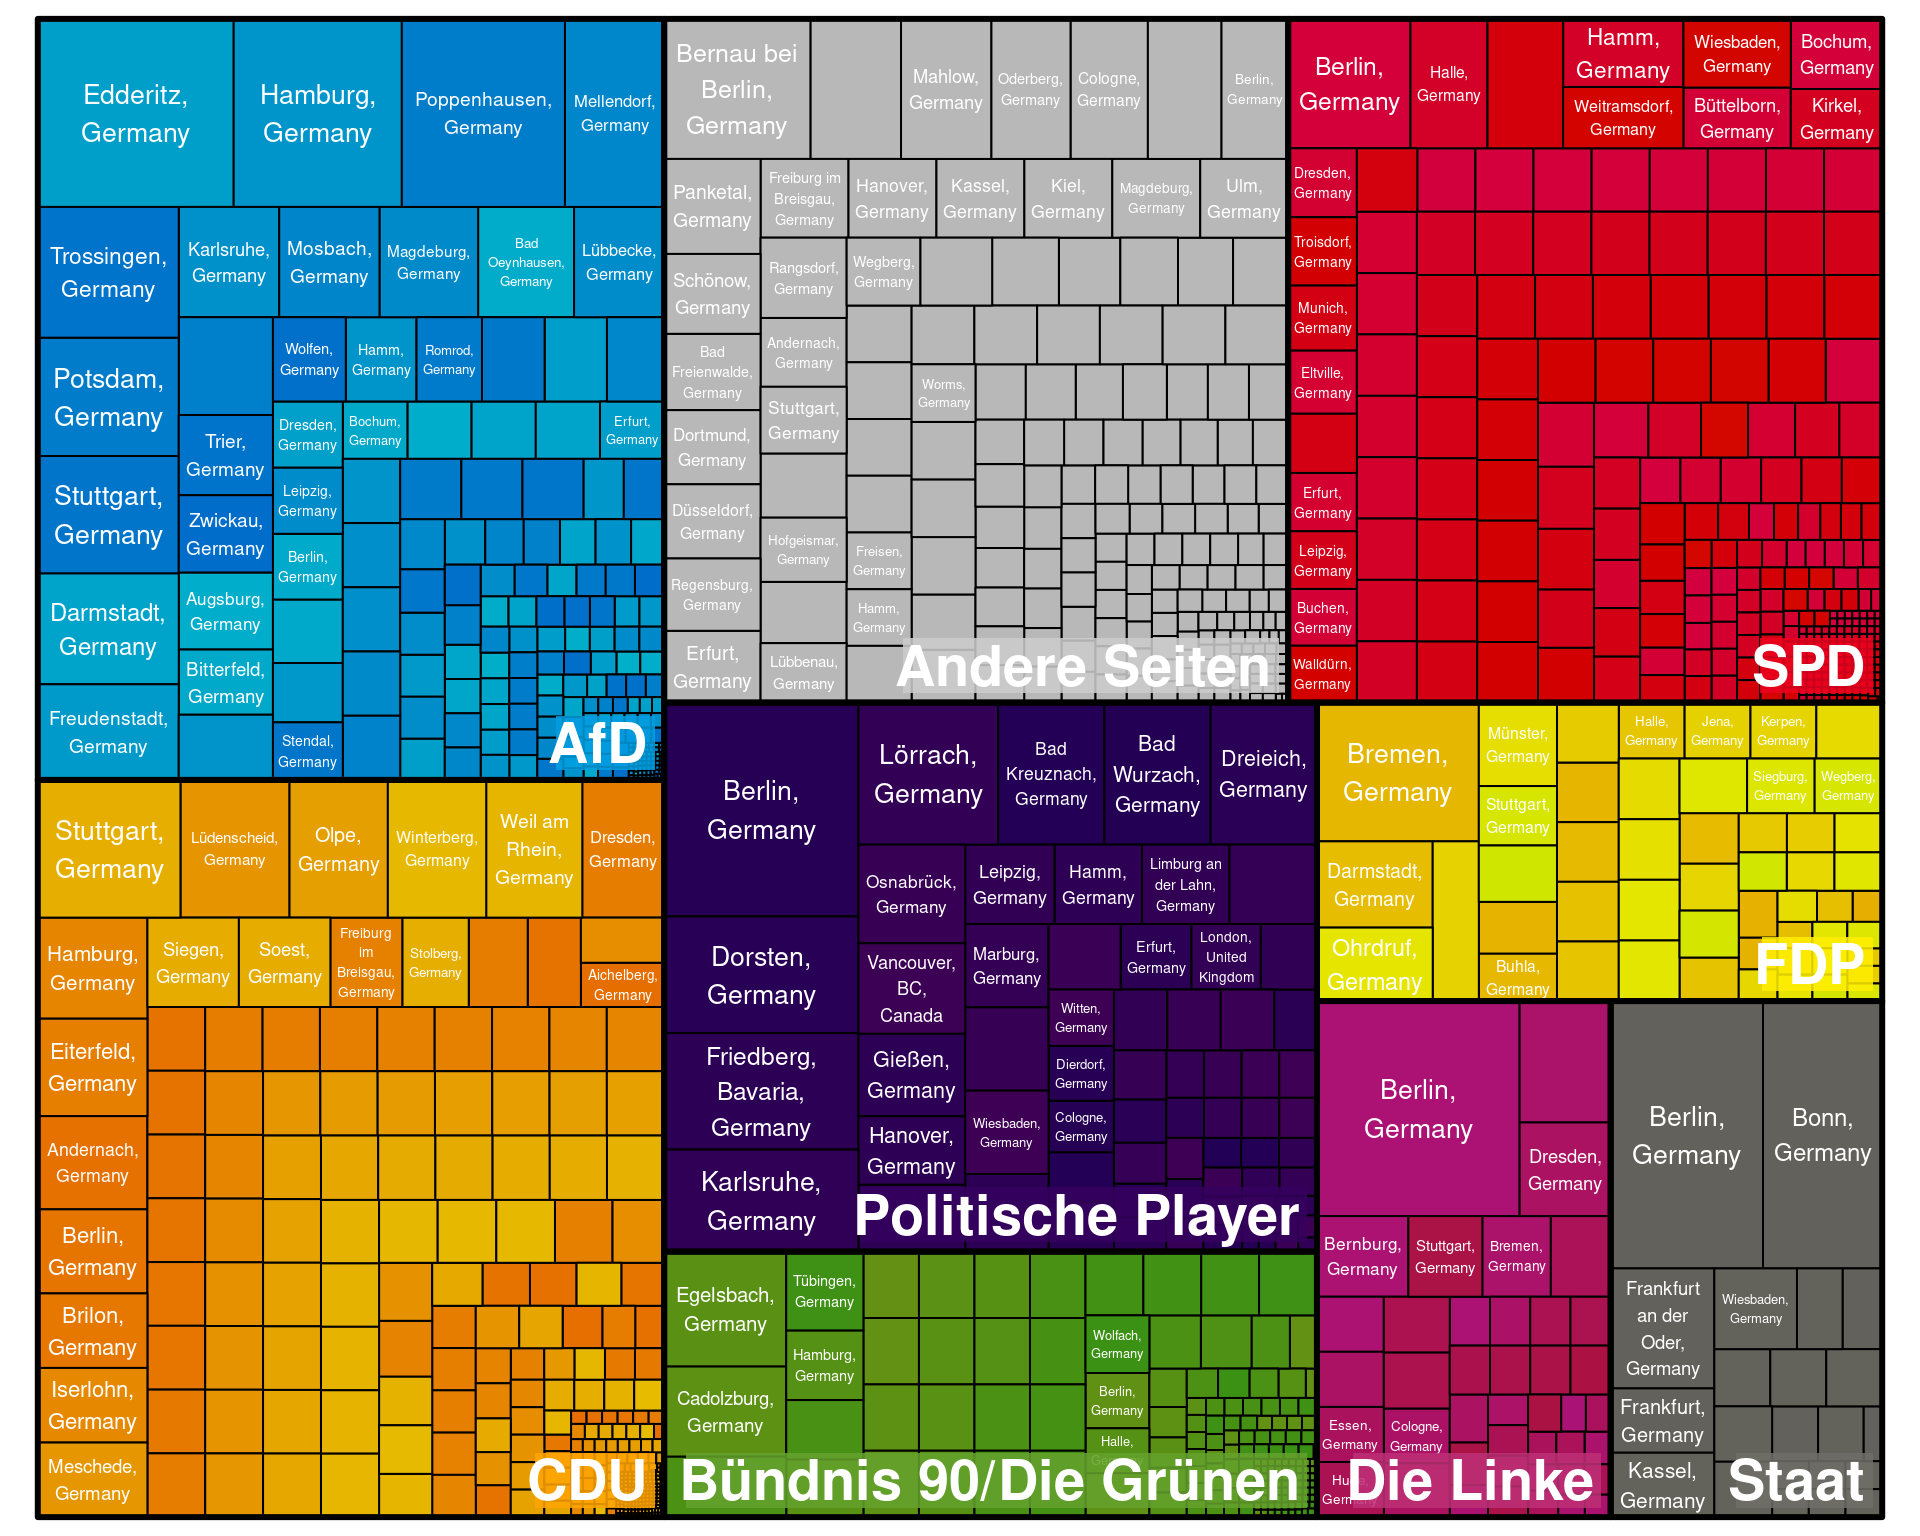 Edderitz,
Germany
Hamburg,
Germany
Poppenhausen,
Germany
Mellendorf,
Germany
Trossingen,
Germany
Karlsruhe,
Germany
Mosbach,
Germany
Magdeburg,
Germany
Bad
Oeynhausen,
Germany
Lübbecke,
Germany
Potsdam,
Germany
Wolfen,
Germany
Hamm,
Germany
Romrod,
Germany
Trier,
Germany
Dresden,
Germany
Bochum,
Germany
Erfurt,
Germany
Stuttgart,
Germany
Zwickau,
Germany
Leipzig,
Germany
Berlin,
Germany
Darmstadt,
Germany
Augsburg,
Germany
Bitterfeld,
Germany
Freudenstadt,
Germany
Stendal,
Germany
AfD
Bernau bei
Berlin,
Germany
Mahlow,
Germany
Oderberg,
Germany
Cologne,
Germany
Berlin,
Germany
Panketal,
Germany
Freiburg im
Breisgau,
Germany
Hanover,
Germany
Kassel,
Germany
Kiel,
Germany
Magdeburg,
Germany
Ulm,
Germany
Schönow,
Germany
Rangsdorf,
Germany
Wegberg,
Germany
Bad
Freienwalde,
Germany
Andernach,
Germany
Worms,
Germany
Stuttgart,
Germany
Dortmund,
Germany
Düsseldorf,
Germany
Hofgeismar,
Germany
Freisen,
Germany
Regensburg,
Germany
Hamm,
Germany
Erfurt,
Germany
Lübbenau,
Germany
Andere Seiten
Berlin,
Germany
Halle,
Germany
Hamm,
Germany
Wiesbaden,
Germany
Bochum,
Germany
Weitramsdorf,
Germany
Büttelborn,
Germany
Kirkel,
Germany
Dresden,
Germany
Troisdorf,
Germany
Munich,
Germany
Eltville,
Germany
Erfurt,
Germany
Leipzig,
Germany
Buchen,
Germany
Walldürn,
Germany
SPD
Stuttgart,
Germany
Lüdenscheid,
Germany
Olpe,
Germany
Winterberg,
Germany
Weil am
Rhein,
Germany
Dresden,
Germany
Hamburg,
Germany
Siegen,
Germany
Soest,
Germany
Freiburg
im
Breisgau,
Germany
Stolberg,
Germany
Aichelberg,
Germany
Eiterfeld,
Germany
Andernach,
Germany
Berlin,
Germany
Brilon,
Germany
Iserlohn,
Germany
Meschede,
Germany
CDU
Berlin,
Germany
Lörrach,
Germany
Bad
Kreuznach,
Germany
Bad
Wurzach,
Germany
Dreieich,
Germany
Osnabrück,
Germany
Leipzig,
Germany
Hamm,
Germany
Limburg an
der Lahn,
Germany
Dorsten,
Germany
Vancouver,
BC,
Canada
Marburg,
Germany
Erfurt,
Germany
London,
United
Kingdom
Witten,
Germany
Friedberg,
Bavaria,
Germany
Gießen,
Germany
Dierdorf,
Germany
Wiesbaden,
Germany
Cologne,
Germany
Hanover,
Germany
Karlsruhe,
Germany
Politische Player
Bremen,
Germany
Münster,
Germany
Halle,
Germany
Jena,
Germany
Kerpen,
Germany
Siegburg,
Germany
Wegberg,
Germany
Stuttgart,
Germany
Darmstadt,
Germany
Ohrdruf,
Germany
Buhla,
Germany
FDP
Egelsbach,
Germany
Tübingen,
Germany
Wolfach,
Germany
Hamburg,
Germany
Cadolzburg,
Germany
Berlin,
Germany
Halle,
Bündnis 90/Die Grünen
Berlin,
Germany
Dresden,
Germany
Bernburg,
Germany
Stuttgart,
Germany
Bremen,
Germany
Essen,
Germany
Cologne,
Germany
Die Linke
Berlin,
Germany
Bonn,
Germany
Frankfurt
an der
Oder,
Germany
Wiesbaden,
Germany
Frankfurt,
Germany
Kassel,
Germany
Staat